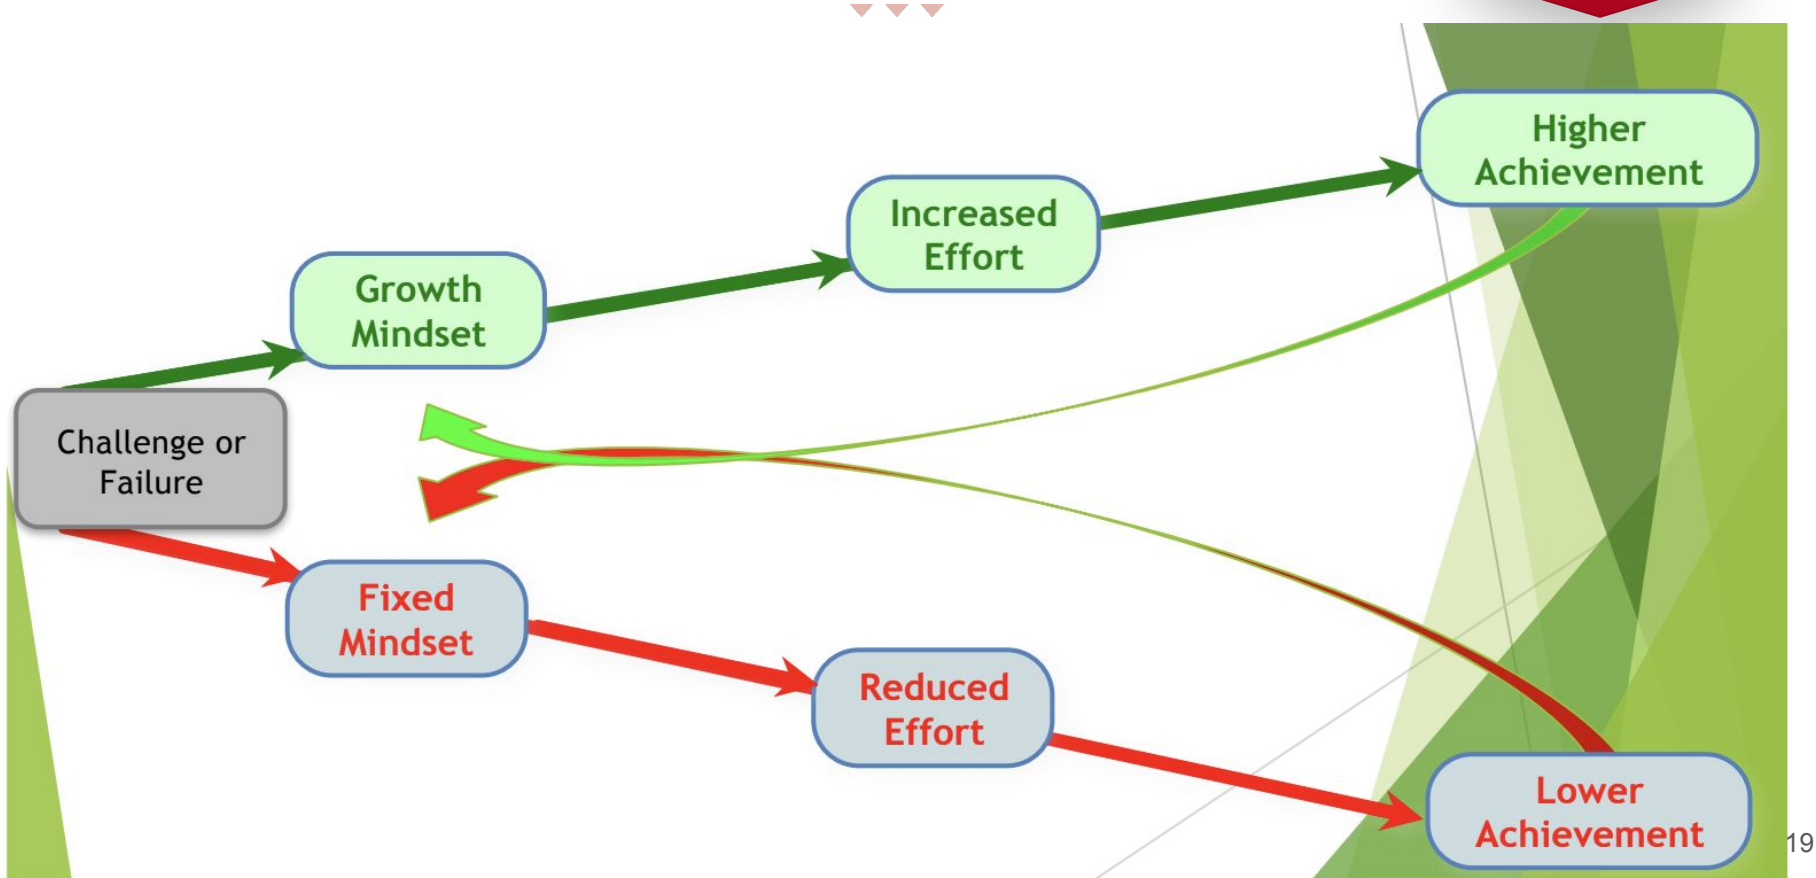 Higher
Achievement
Increased
Effort
Growth
Mindset
Challenge or
Failure
Fixed
Mindset
Reduced
Effort
Lower
Achievement
19